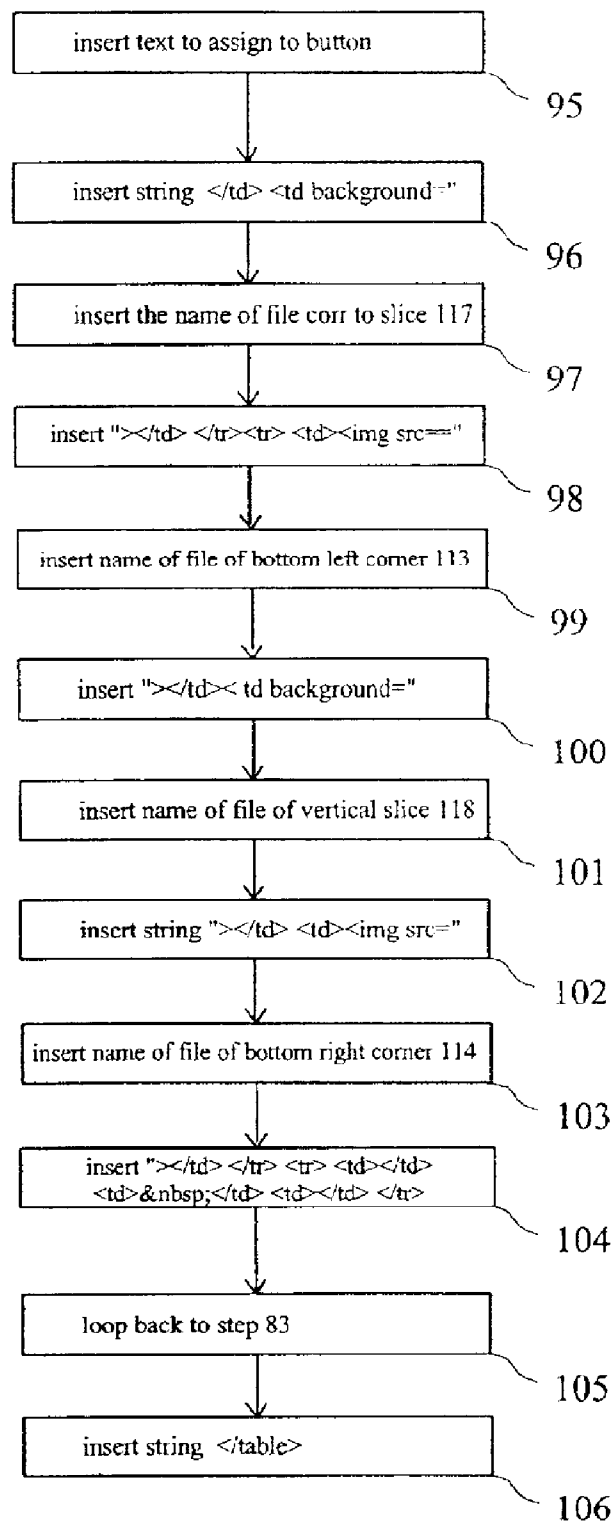 insert text to assign to button
95
insert string </td> <td background="
96
insert the name of file corr to slice 117
97
insert "></td> </tr><tr> <td><img src=="
98
insert name of file of bottom left corner 113
99
insert "></td>< td background="
100
insert name of file of vertical slice 118
101
insert string "></td> <td><img src="
102
insert name of file of bottom right corner 114
103
insert "></td> </tr> <tr> <td></td>
<td>&nbsp;</td> <td></td> </tr>
104
loop back to step 83
105
insert string </table>
106